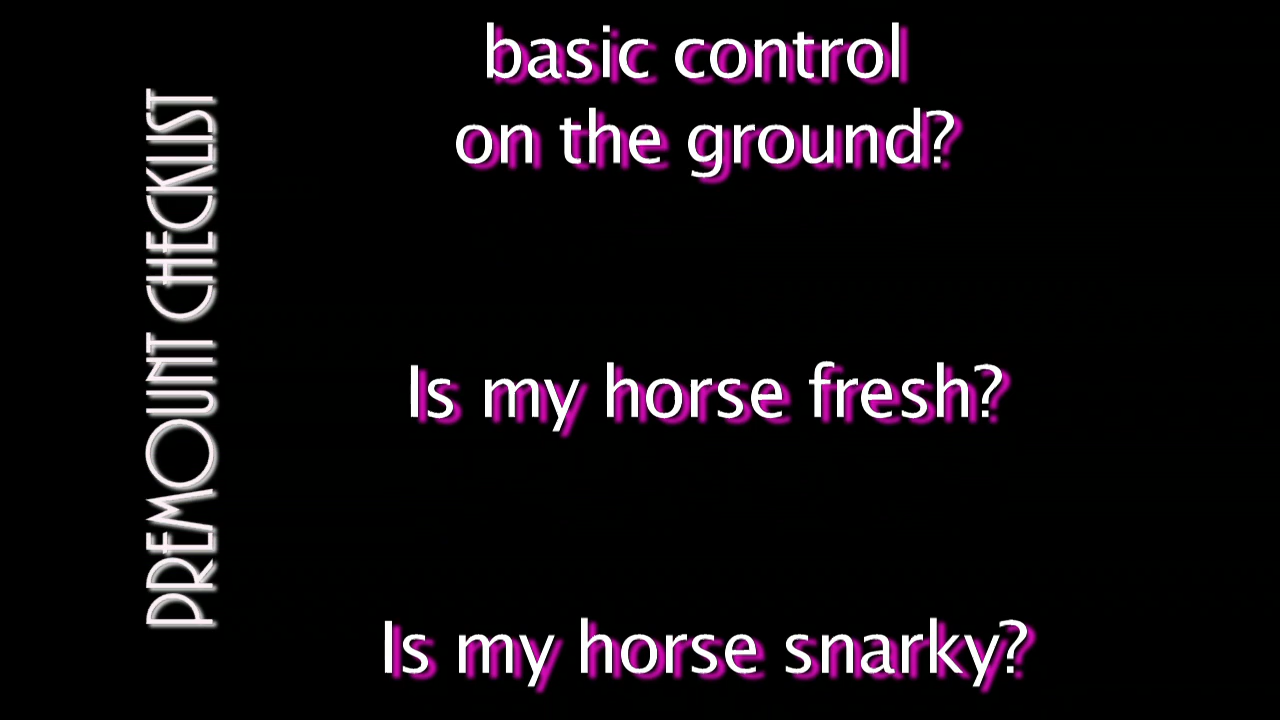 PREMOUNT CHECKLIST
basic control
on the ground?
Is my horse fresh?
Is my horse snarky?